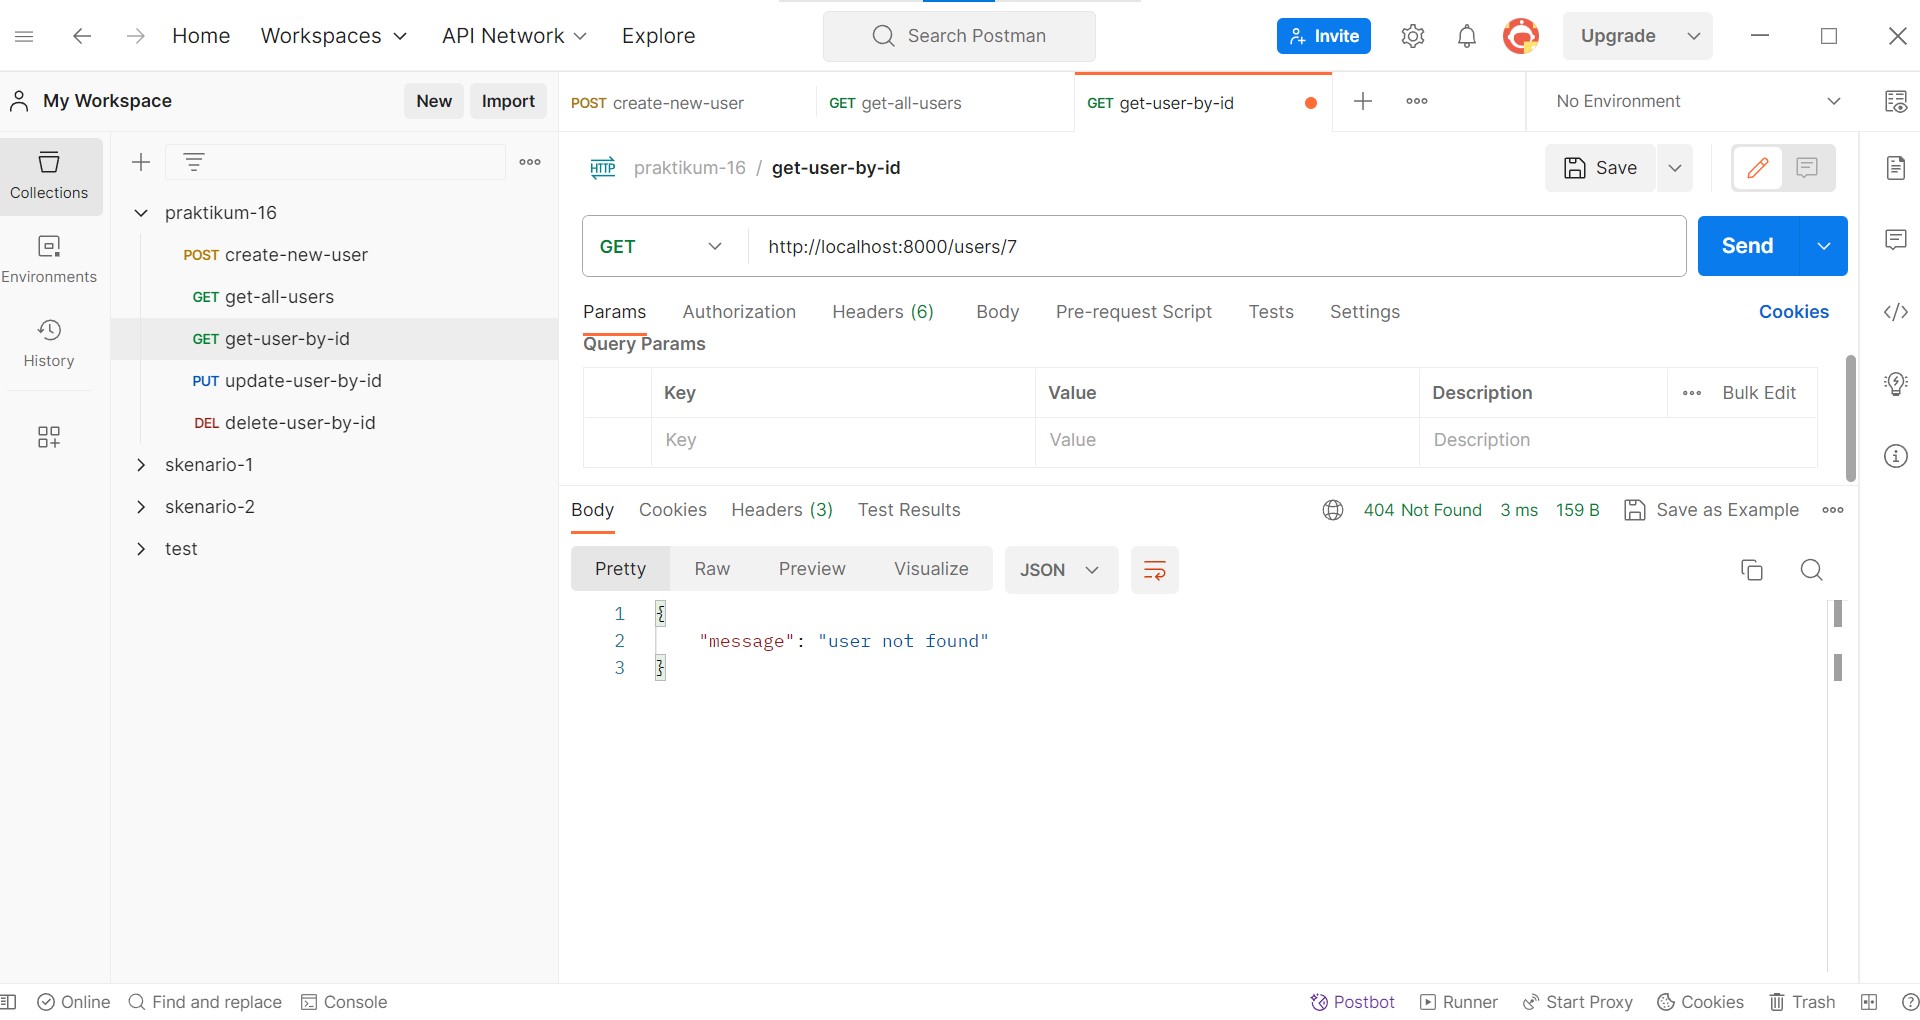 Home Workspaces API Network Explore Search Postman Invite Upgrade
My Workspace New Import POST create-new-user GET get-all-users GET get-user-by-id No Environment
Collections
Environments
History
praktikum-16
POST create-new-user
GET get-all-users
GET get-user-by-id
PUT update-user-by-id
DEL delete-user-by-id
skenario-1
skenario-2
test
HTTP praktikum-16 / get-user-by-id Save
GET http://localhost:8000/users/7 Send
Params Authorization Headers (6) Body Pre-request Script Tests Settings Cookies
Query Params
Key Value Description Bulk Edit
Key Value Description
Body Cookies Headers (3) Test Results 404 Not Found 3 ms 159 B Save as Example
Pretty Raw Preview Visualize JSON
1 {
2 "message": "user not found"
3 }
Online Find and replace Console Postbot Runner Start Proxy Cookies Trash